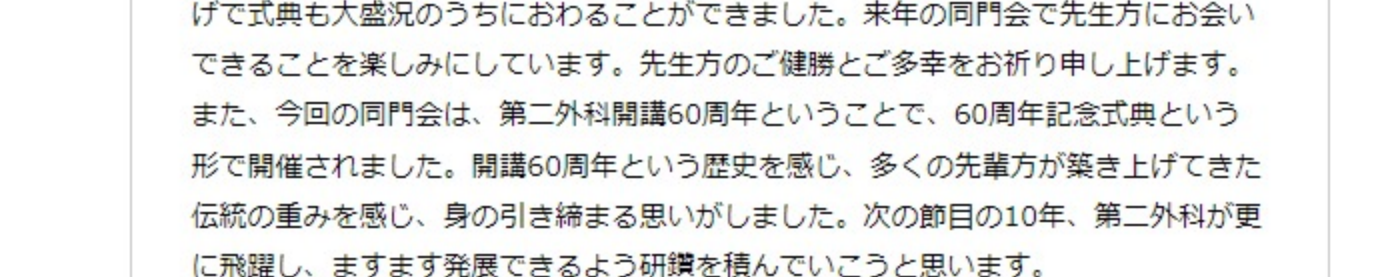 げで式典も大盛況のうちにおわることができました。来年の同門会で先生方にお会い
できることを楽しみにしています。先生方のご健勝とご多幸をお祈り申し上げます。
また、今回の同門会は、第二外科開講60周年ということで、60周年記念式典という
形で開催されました。開講60周年という歴史を感じ、多くの先輩方が築き上げてきた
伝統の重みを感じ、身の引き締まる思いがしました。次の節目の10年、第二外科が更
に飛躍し、ますます発展できるよう研鑽を積んでいこうと思います。